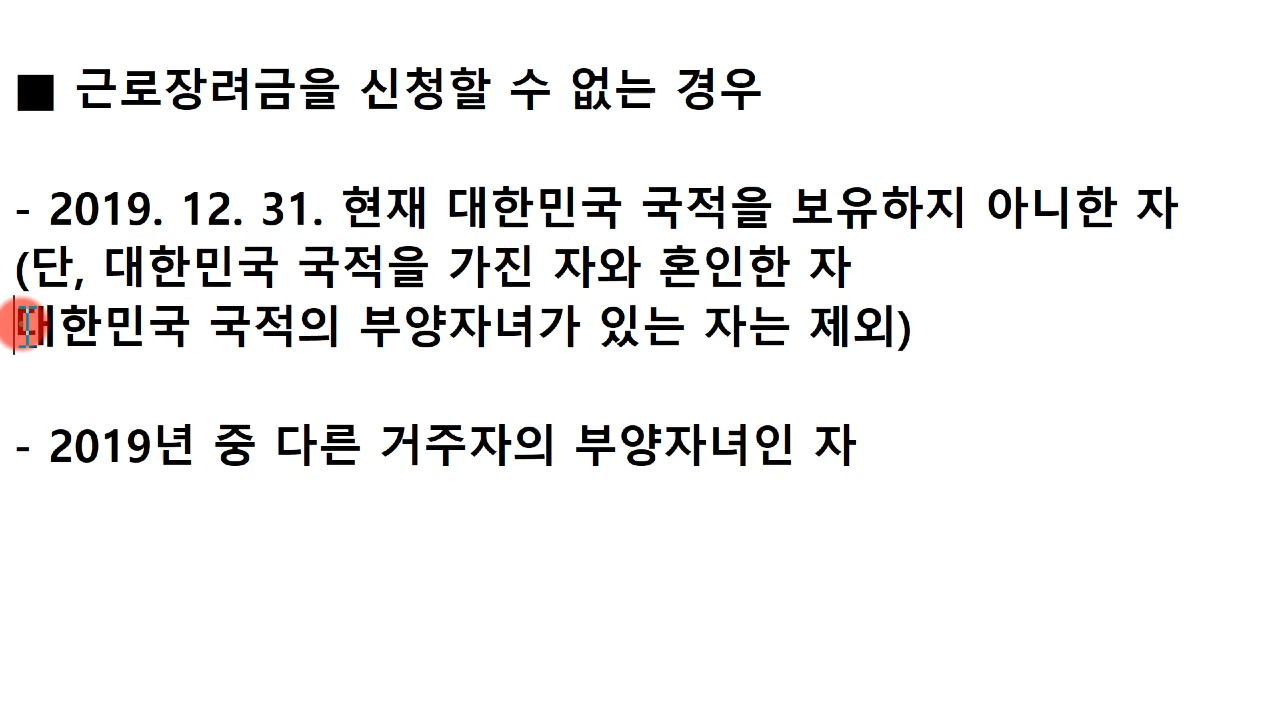 ■ 근로장려금을 신청할 수 없는 경우
- 2019. 12. 31. 현재 대한민국 국적을 보유하지 아니한 자
(단, 대한민국 국적을 가진 자와 혼인한 자
대한민국 국적의 부양자녀가 있는 자는 제외)
- 2019년 중 다른 거주자의 부양자녀인 자